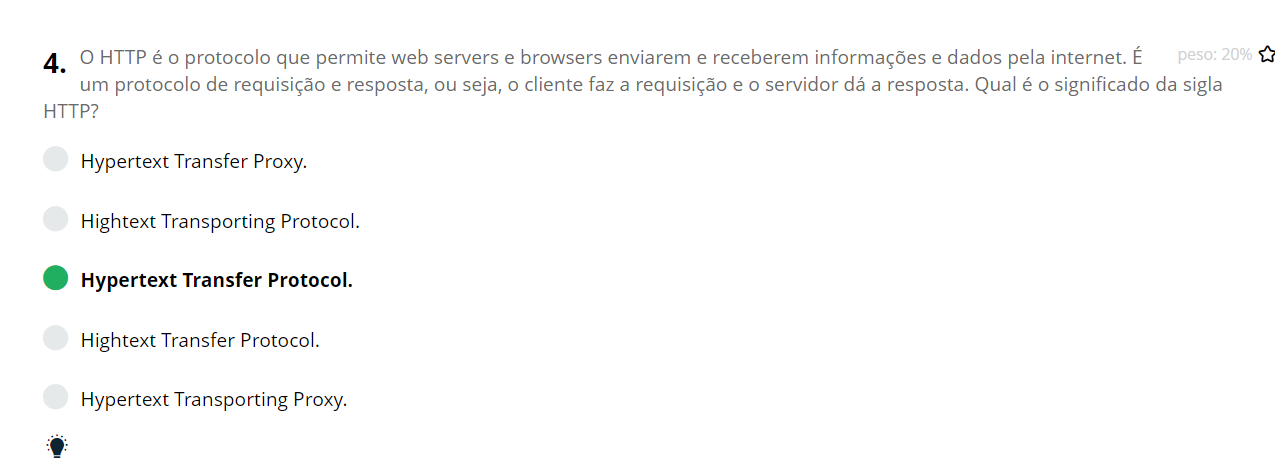 4. O HTTP é o protocolo que permite web servers e browsers enviarem e receberem informações e dados pela internet. É peso: 20%
um protocolo de requisição e resposta, ou seja, o cliente faz a requisição e o servidor dá a resposta. Qual é o significado da sigla
HTTP?
Hypertext Transfer Proxy.
Hightext Transporting Protocol.
Hypertext Transfer Protocol.
Hightext Transfer Protocol.
Hypertext Transporting Proxy.